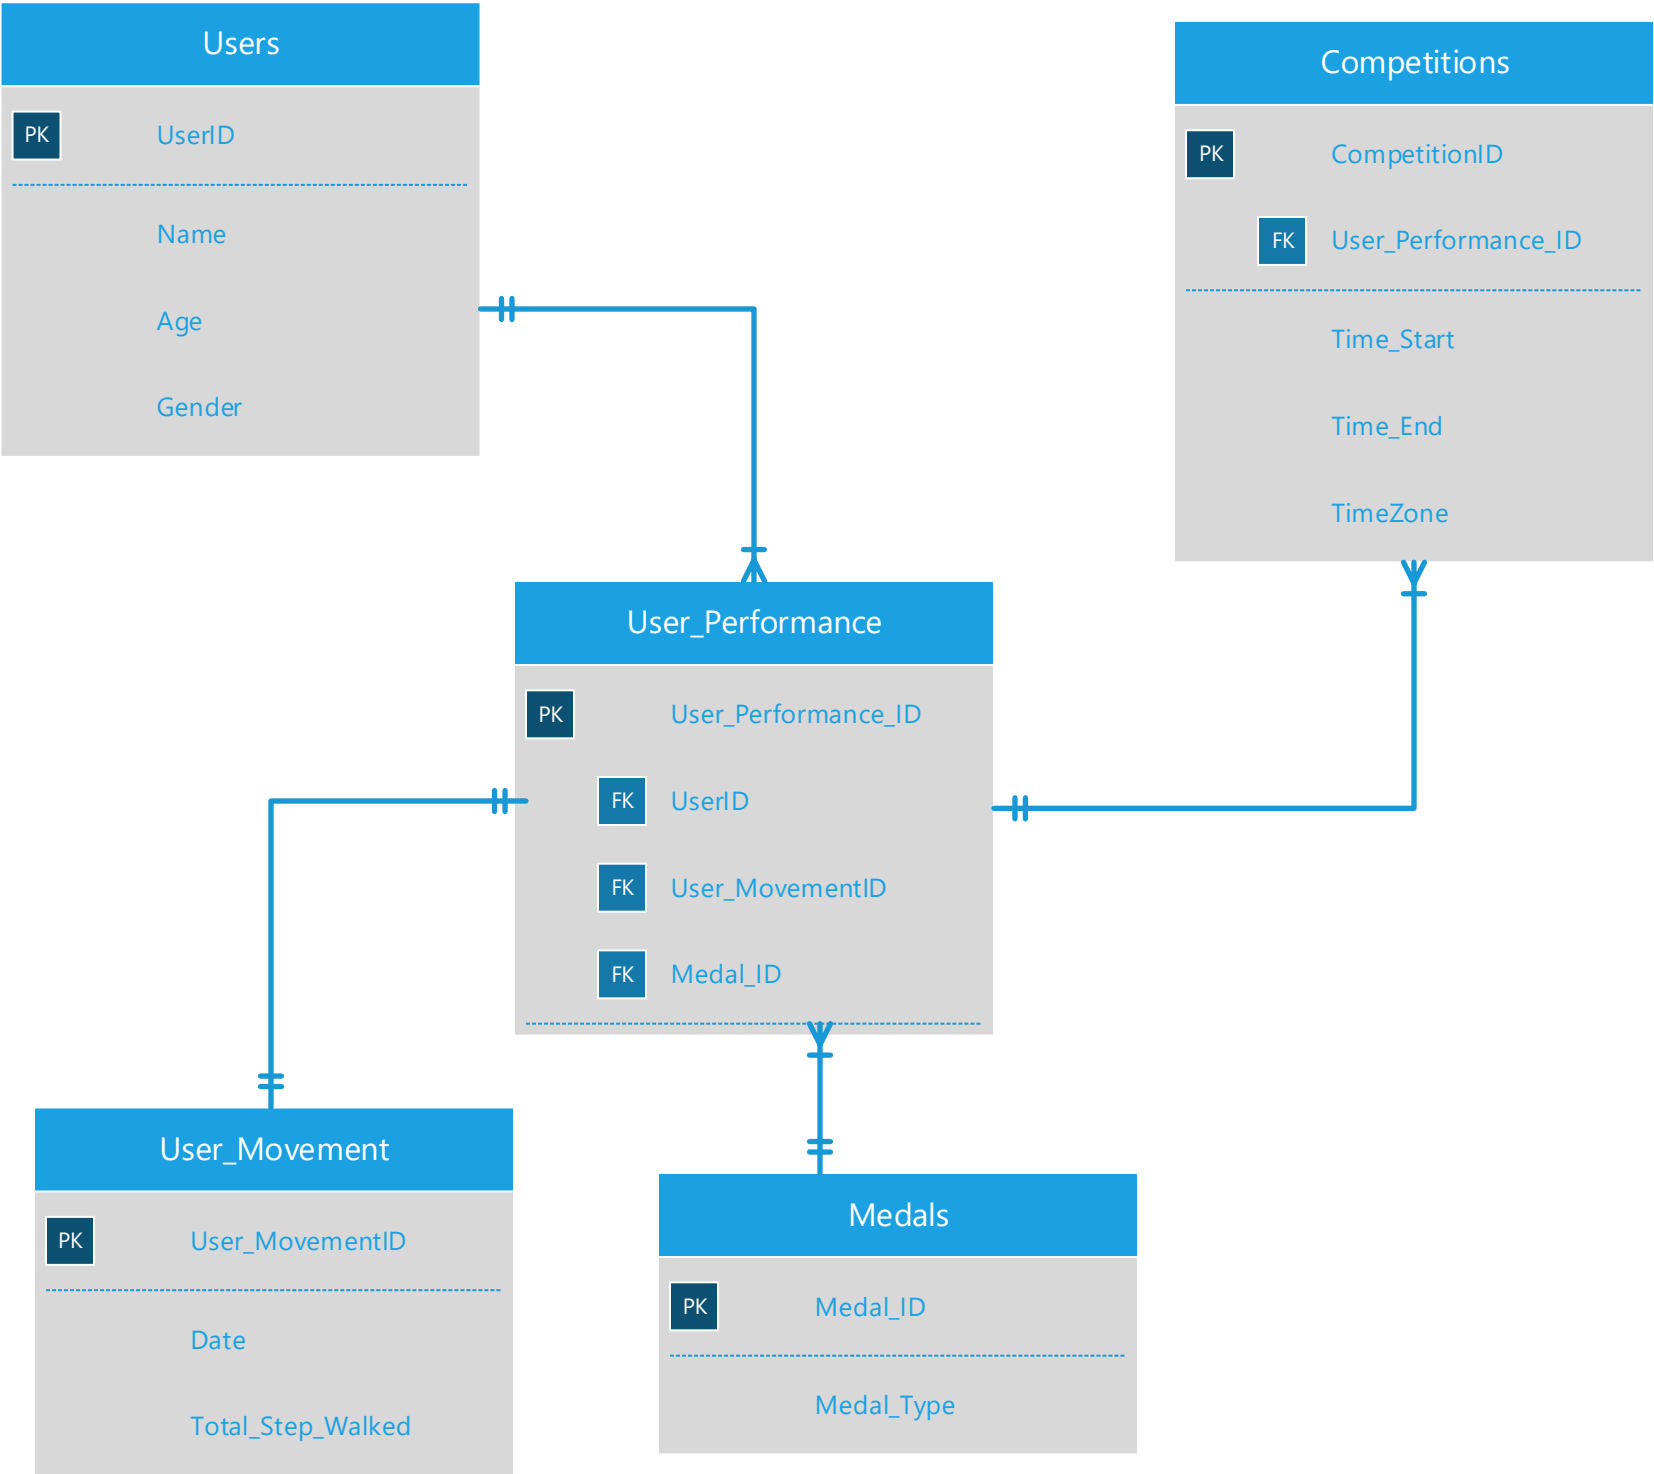 Users
PK UserID
Name
Age
Gender
Competitions
PK CompetitionID
FK User_Performance_ID
Time_Start
Time_End
TimeZone
User_Performance
PK User_Performance_ID
FK UserID
FK User_MovementID
FK Medal_ID
User_Movement
PK User_MovementID
Date
Total_Step_Walked
Medals
PK Medal_ID
Medal_Type